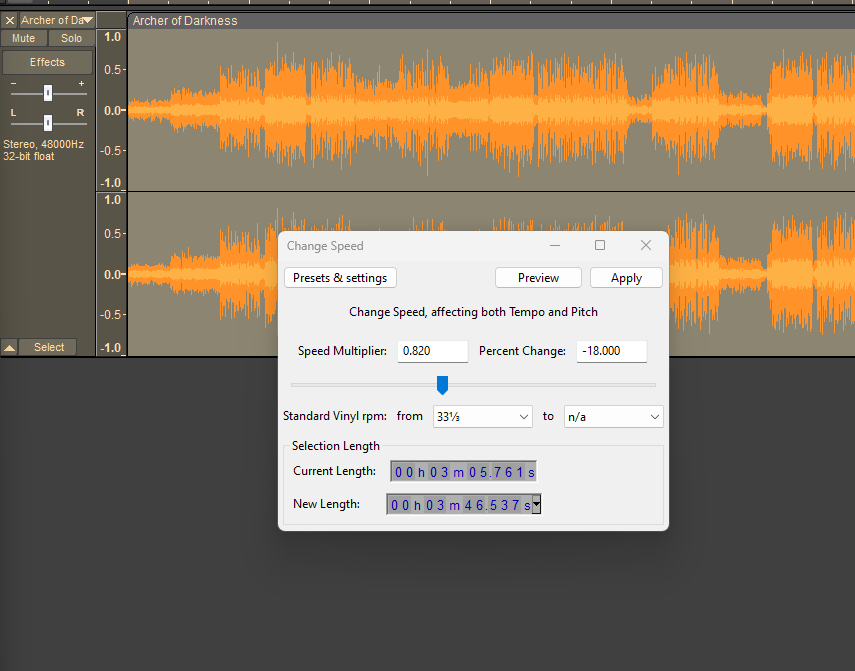 Archer of Da
Archer of Darkness
Mute
Solo
Effects
- +
L R
Stereo, 48000Hz
32-bit float
Select
1.0
0.5-
0.0-
-0.5-
-1.0
1.0
0.5-
0.0-
-0.5-
-1.0
Change Speed
Presets & settings
Preview
Apply
Change Speed, affecting both Tempo and Pitch
Speed Multiplier: 0.820 Percent Change: -18.000
Standard Vinyl rpm: from 33⅓ to n/a
Selection Length
Current Length: 00h03m05.761s
New Length: 00h03m46.537s